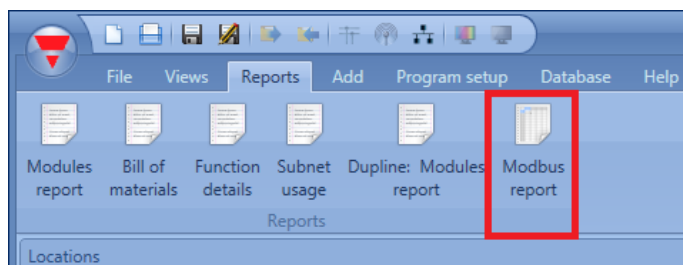 File Views Reports Add Program setup Database Help
Modules Bill of Function Subnet Dupline: Modules Modbus
report materials details usage report report
Reports
Locations